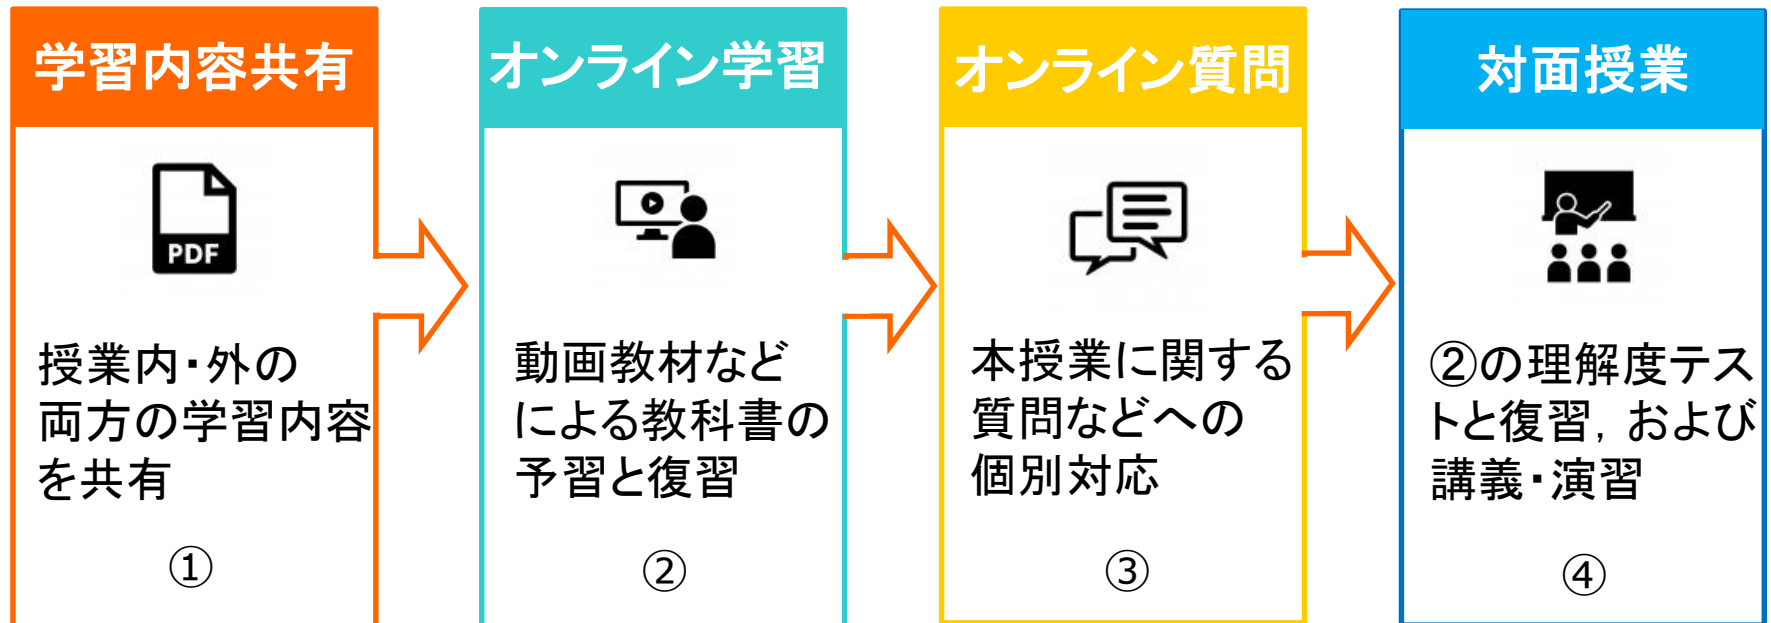 学習内容共有
PDF
授業内・外の
両方の学習内容
を共有
①
オンライン学習
動画教材など
による教科書の
予習と復習
②
オンライン質問
本授業に関する
質問などへの
個別対応
③
対面授業
②の理解度テス
トと復習, および
講義・演習
④